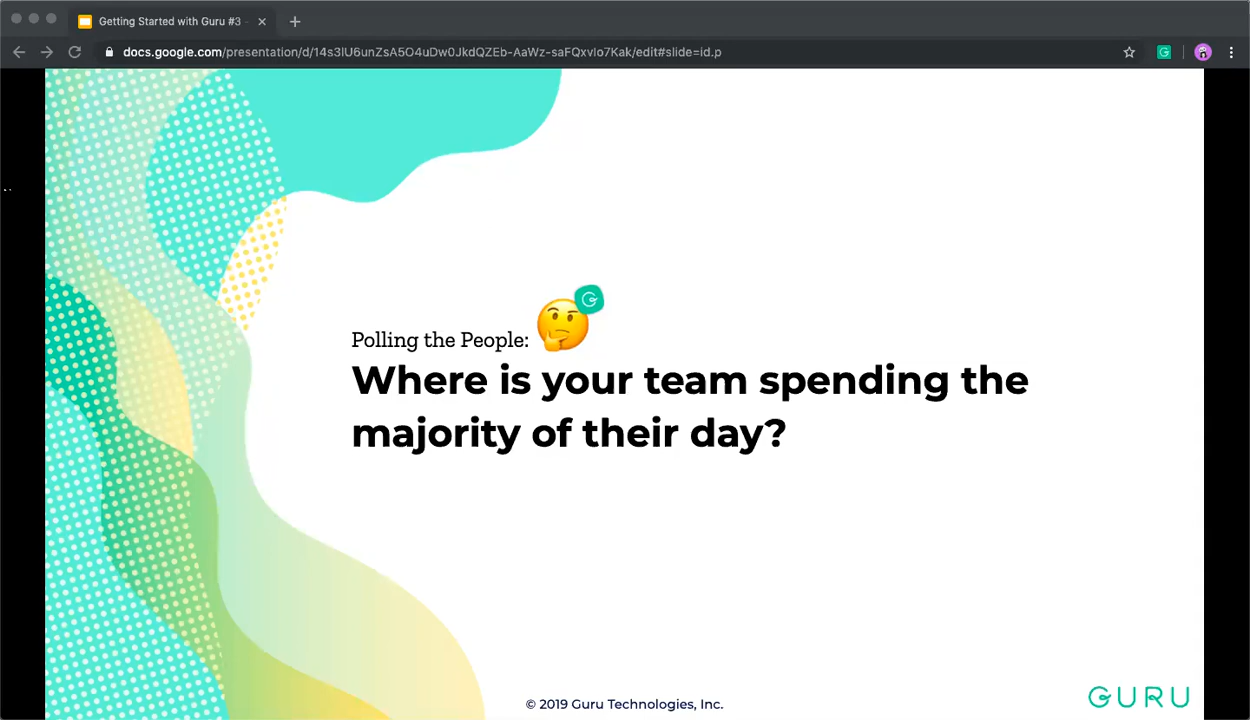 Getting Started with Guru #3 -
docs.google.com/presentation/d/14s3lU6unZsA5O4uDw0JkdQZEb-AaWz-saFQxvlo7Kak/edit#slide=id.p
Polling the People:
Where is your team spending the
majority of their day?
© 2019 Guru Technologies, Inc.
GURU